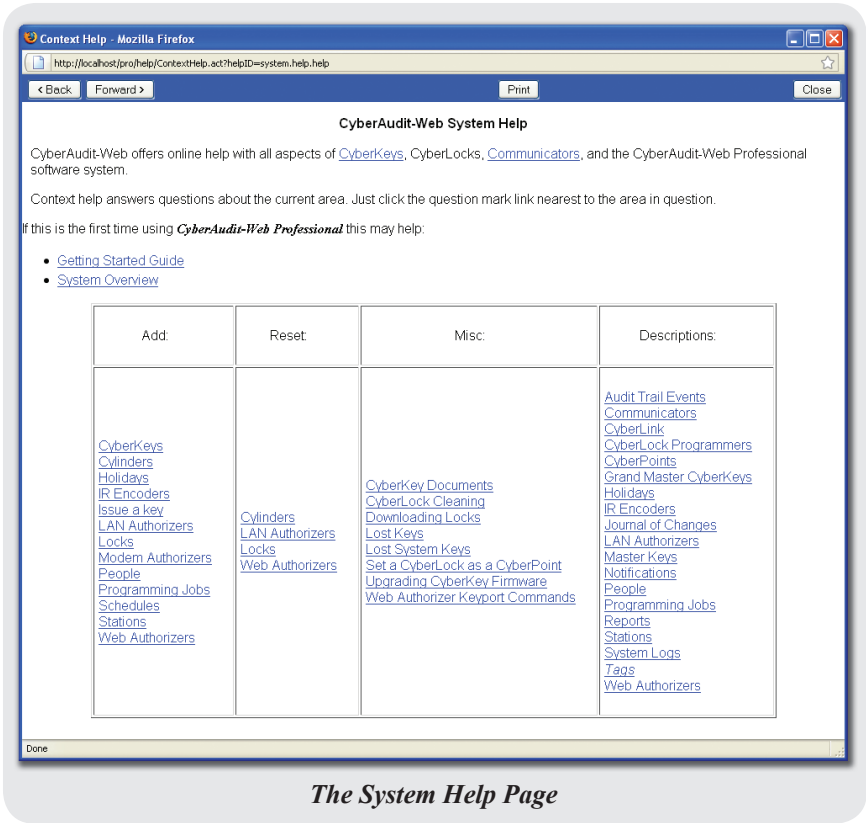 Context Help - Mozilla Firefox
http://localhost/pro/help/ContextHelp.act?helpID=system.help.help
< Back
Forward >
Print
Close
CyberAudit-Web System Help
CyberAudit-Web offers online help with all aspects of CyberKeys, CyberLocks, Communicators, and the CyberAudit-Web Professional
software system.
Context help answers questions about the current area. Just click the question mark link nearest to the area in question.
If this is the first time using CyberAudit-Web Professional this may help:
• Getting Started Guide
• System Overview
Add:
Reset:
Misc:
Descriptions:
CyberKeys
Cylinders
Holidays
IR Encoders
Issue a key
LAN Authorizers
Locks
Modem Authorizers
People
Programming Jobs
Schedules
Stations
Web Authorizers
Cylinders
LAN Authorizers
Locks
Web Authorizers
CyberKey Documents
CyberLock Cleaning
Downloading Locks
Lost Keys
Lost System Keys
Set a CyberLock as a CyberPoint
Upgrading CyberKey Firmware
Web Authorizer Keyport Commands
Audit Trail Events
Communicators
CyberLink
CyberLock Programmers
CyberPoints
Grand Master CyberKeys
Holidays
IR Encoders
Journal of Changes
LAN Authorizers
Master Keys
Notifications
People
Programming Jobs
Reports
Stations
System Logs
Tags
Web Authorizers
Done
The System Help Page